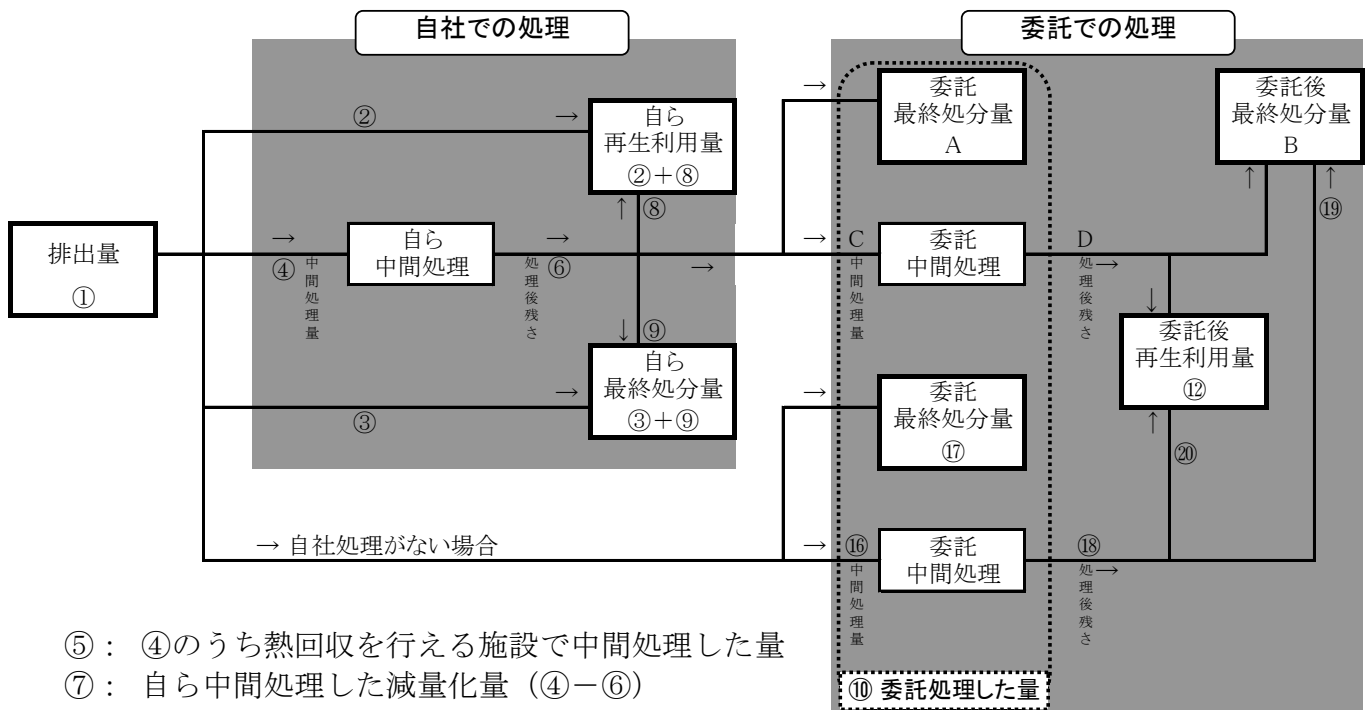 自社での処理
委託での処理
②
→
自ら
再生利用量
②+⑧
→
委託
最終処分量
A
委託後
最終処分量
B
↑
↑
⑲
排出量
①
→
④
中間処理量
自ら
中間処理
→
⑥
処理後残さ
↑
⑧
→
→
C
中間処理量
委託
中間処理
D
処理後残さ
→
↓
⑨
自ら
最終処分量
③+⑨
③
→
→
委託
最終処分量
⑰
↓
委託後
再生利用量
⑫
↑
⑳
→ 自社処理がない場合
→
⑯
中間処理量
委託
中間処理
⑱
処理後残さ
→
⑤: ④のうち熱回収を行える施設で中間処理した量
⑦: 自ら中間処理した減量化量(④-⑥)
⑩ 委託処理した量